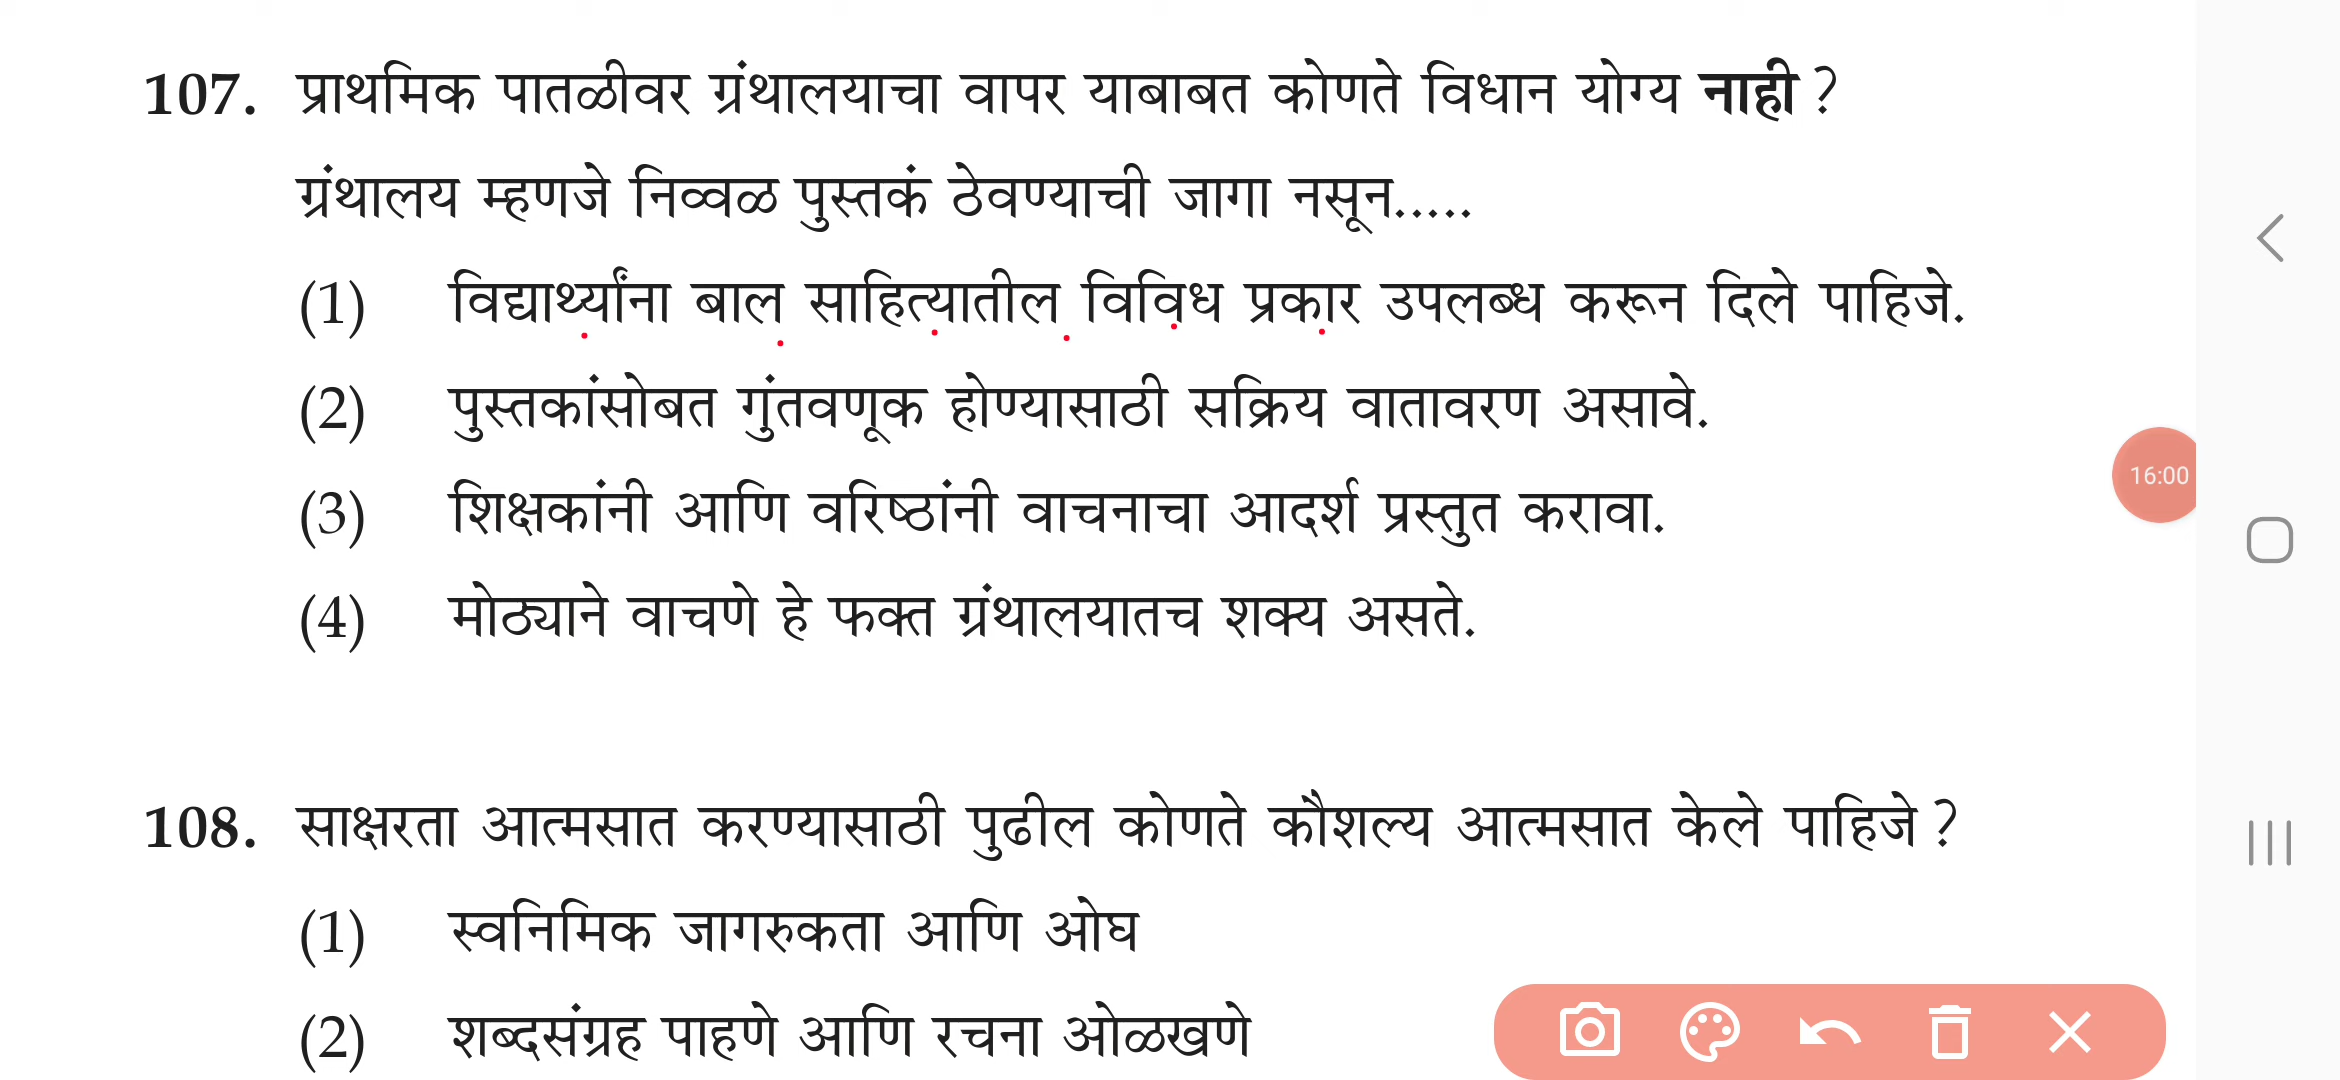 107. प्राथमिक पातळीवर ग्रंथालयाचा वापर याबाबत कोणते विधान योग्य नाही ?
ग्रंथालय म्हणजे निव्वळ पुस्तकं ठेवण्याची जागा नसून.....
(1) विद्यार्थ्यांना बाल साहित्यातील विविध प्रकार उपलब्ध करून दिले पाहिजे.
(2) पुस्तकांसोबत गुंतवणूक होण्यासाठी सक्रिय वातावरण असावे.
(3) शिक्षकांनी आणि वरिष्ठांनी वाचनाचा आदर्श प्रस्तुत करावा.
16:00
(4) मोठ्याने वाचणे हे फक्त ग्रंथालयातच शक्य असते.
108. साक्षरता आत्मसात करण्यासाठी पुढील कोणते कौशल्य आत्मसात केले पाहिजे ?
(1) स्वनिमिक जागरुकता आणि ओघ
(2) शब्दसंग्रह पाहणे आणि रचना ओळखणे